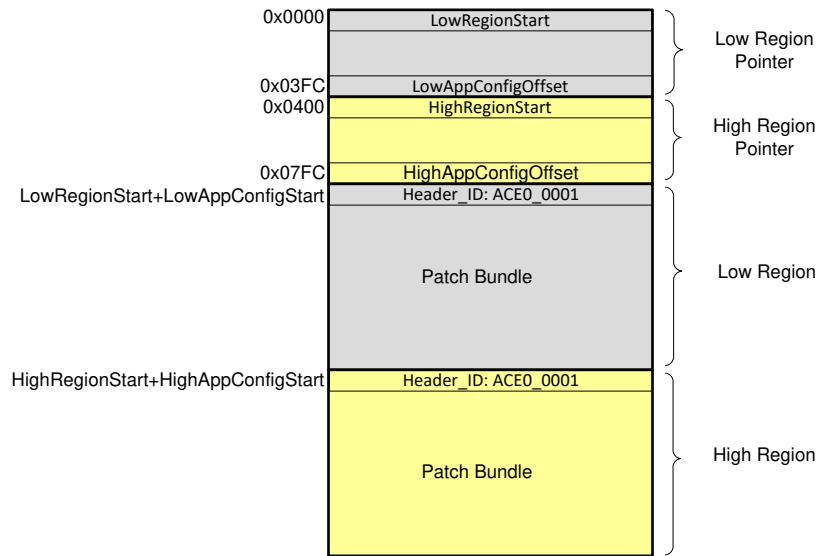 0x0000
LowRegionStart
Low Region
Pointer
0x03FC
LowAppConfigOffset
0x0400
HighRegionStart
High Region
Pointer
0x07FC
HighAppConfigOffset
LowRegionStart+LowAppConfigStart
Header_ID: ACE0_0001
Patch Bundle
Low Region
HighRegionStart+HighAppConfigStart
Header_ID: ACE0_0001
Patch Bundle
High Region